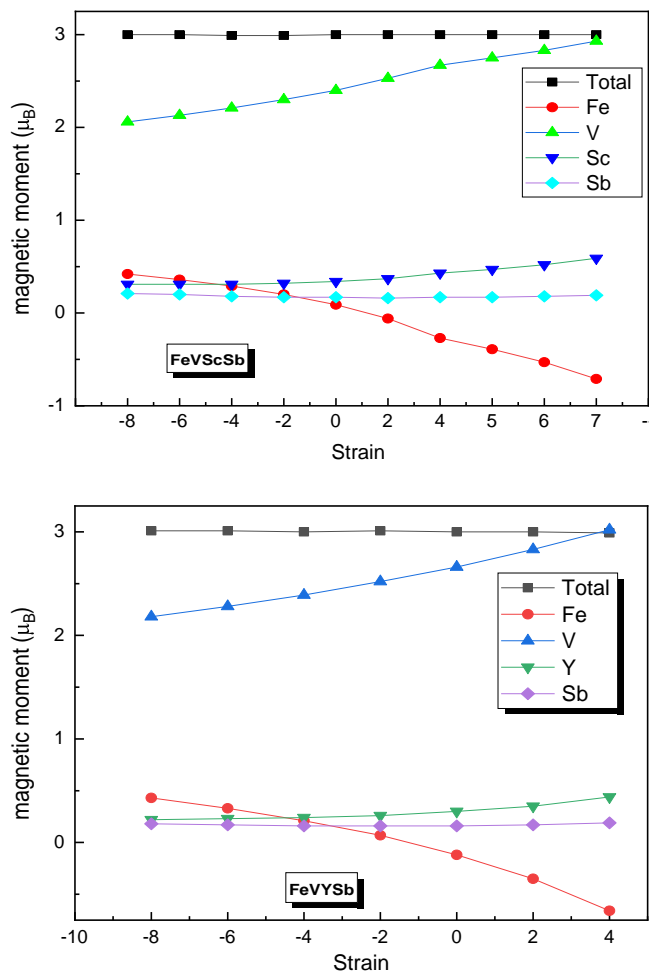 3
2
1
0
-1
magnetic moment (μB)
Total
Fe
V
Sc
Sb
FeVScSb
-8 -6 -4 -2 0 2 4 5 6 7
Strain
3
2
1
0
magnetic moment (μB)
Total
Fe
V
Y
Sb
FeVYSb
-10 -8 -6 -4 -2 0 2 4
Strain